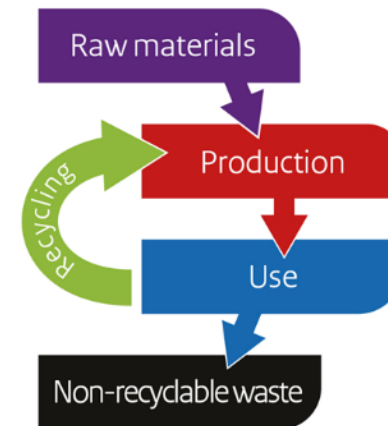 Raw materials
Production
Recycling
Use
Non-recyclable waste